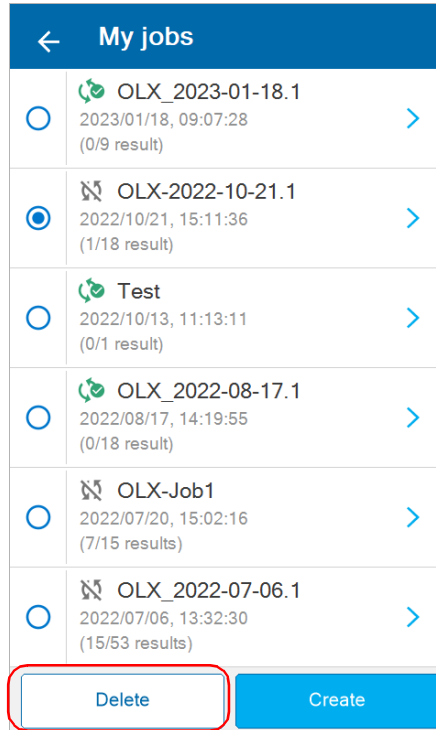 My jobs
OLX_2023-01-18.1
2023/01/18, 09:07:28
(0/9 result)
OLX-2022-10-21.1
2022/10/21, 15:11:36
(1/18 result)
Test
2022/10/13, 11:13:11
(0/1 result)
OLX_2022-08-17.1
2022/08/17, 14:19:55
(0/18 result)
OLX-Job1
2022/07/20, 15:02:16
(7/15 results)
OLX_2022-07-06.1
2022/07/06, 13:32:30
(15/53 results)
Delete Create